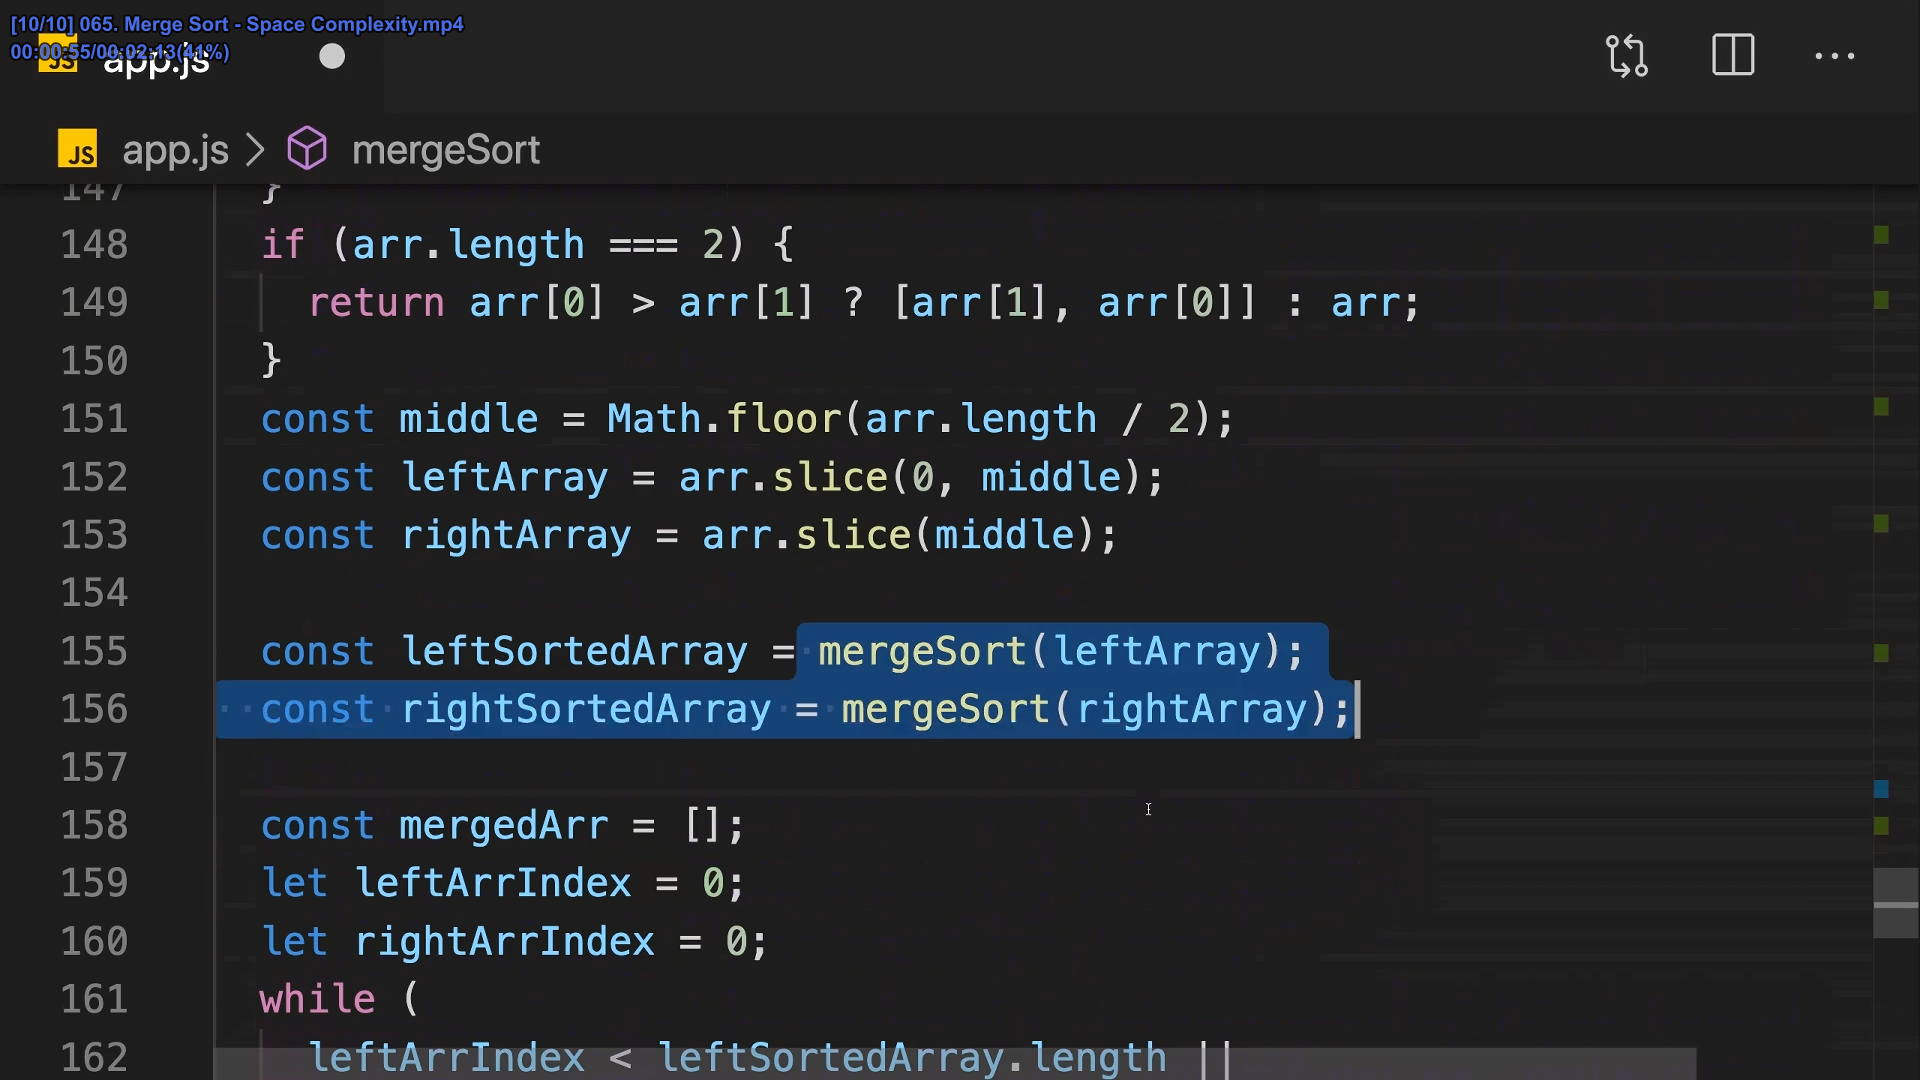 [10/10] 065. Merge Sort - Space Complexity.mp4
00:00:55/00:02:13(41%)
JS app.js
JS app.js > mergeSort
147 }
148 if (arr.length === 2) {
149 return arr[0] > arr[1] ? [arr[1], arr[0]] : arr;
150 }
151 const middle = Math.floor(arr.length / 2);
152 const leftArray = arr.slice(0, middle);
153 const rightArray = arr.slice(middle);
154
155 const leftSortedArray = mergeSort(leftArray);
156 const rightSortedArray = mergeSort(rightArray);
157
158 const mergedArr = [];
159 let leftArrIndex = 0;
160 let rightArrIndex = 0;
161 while (
162 leftArrIndex < leftSortedArray.length ||